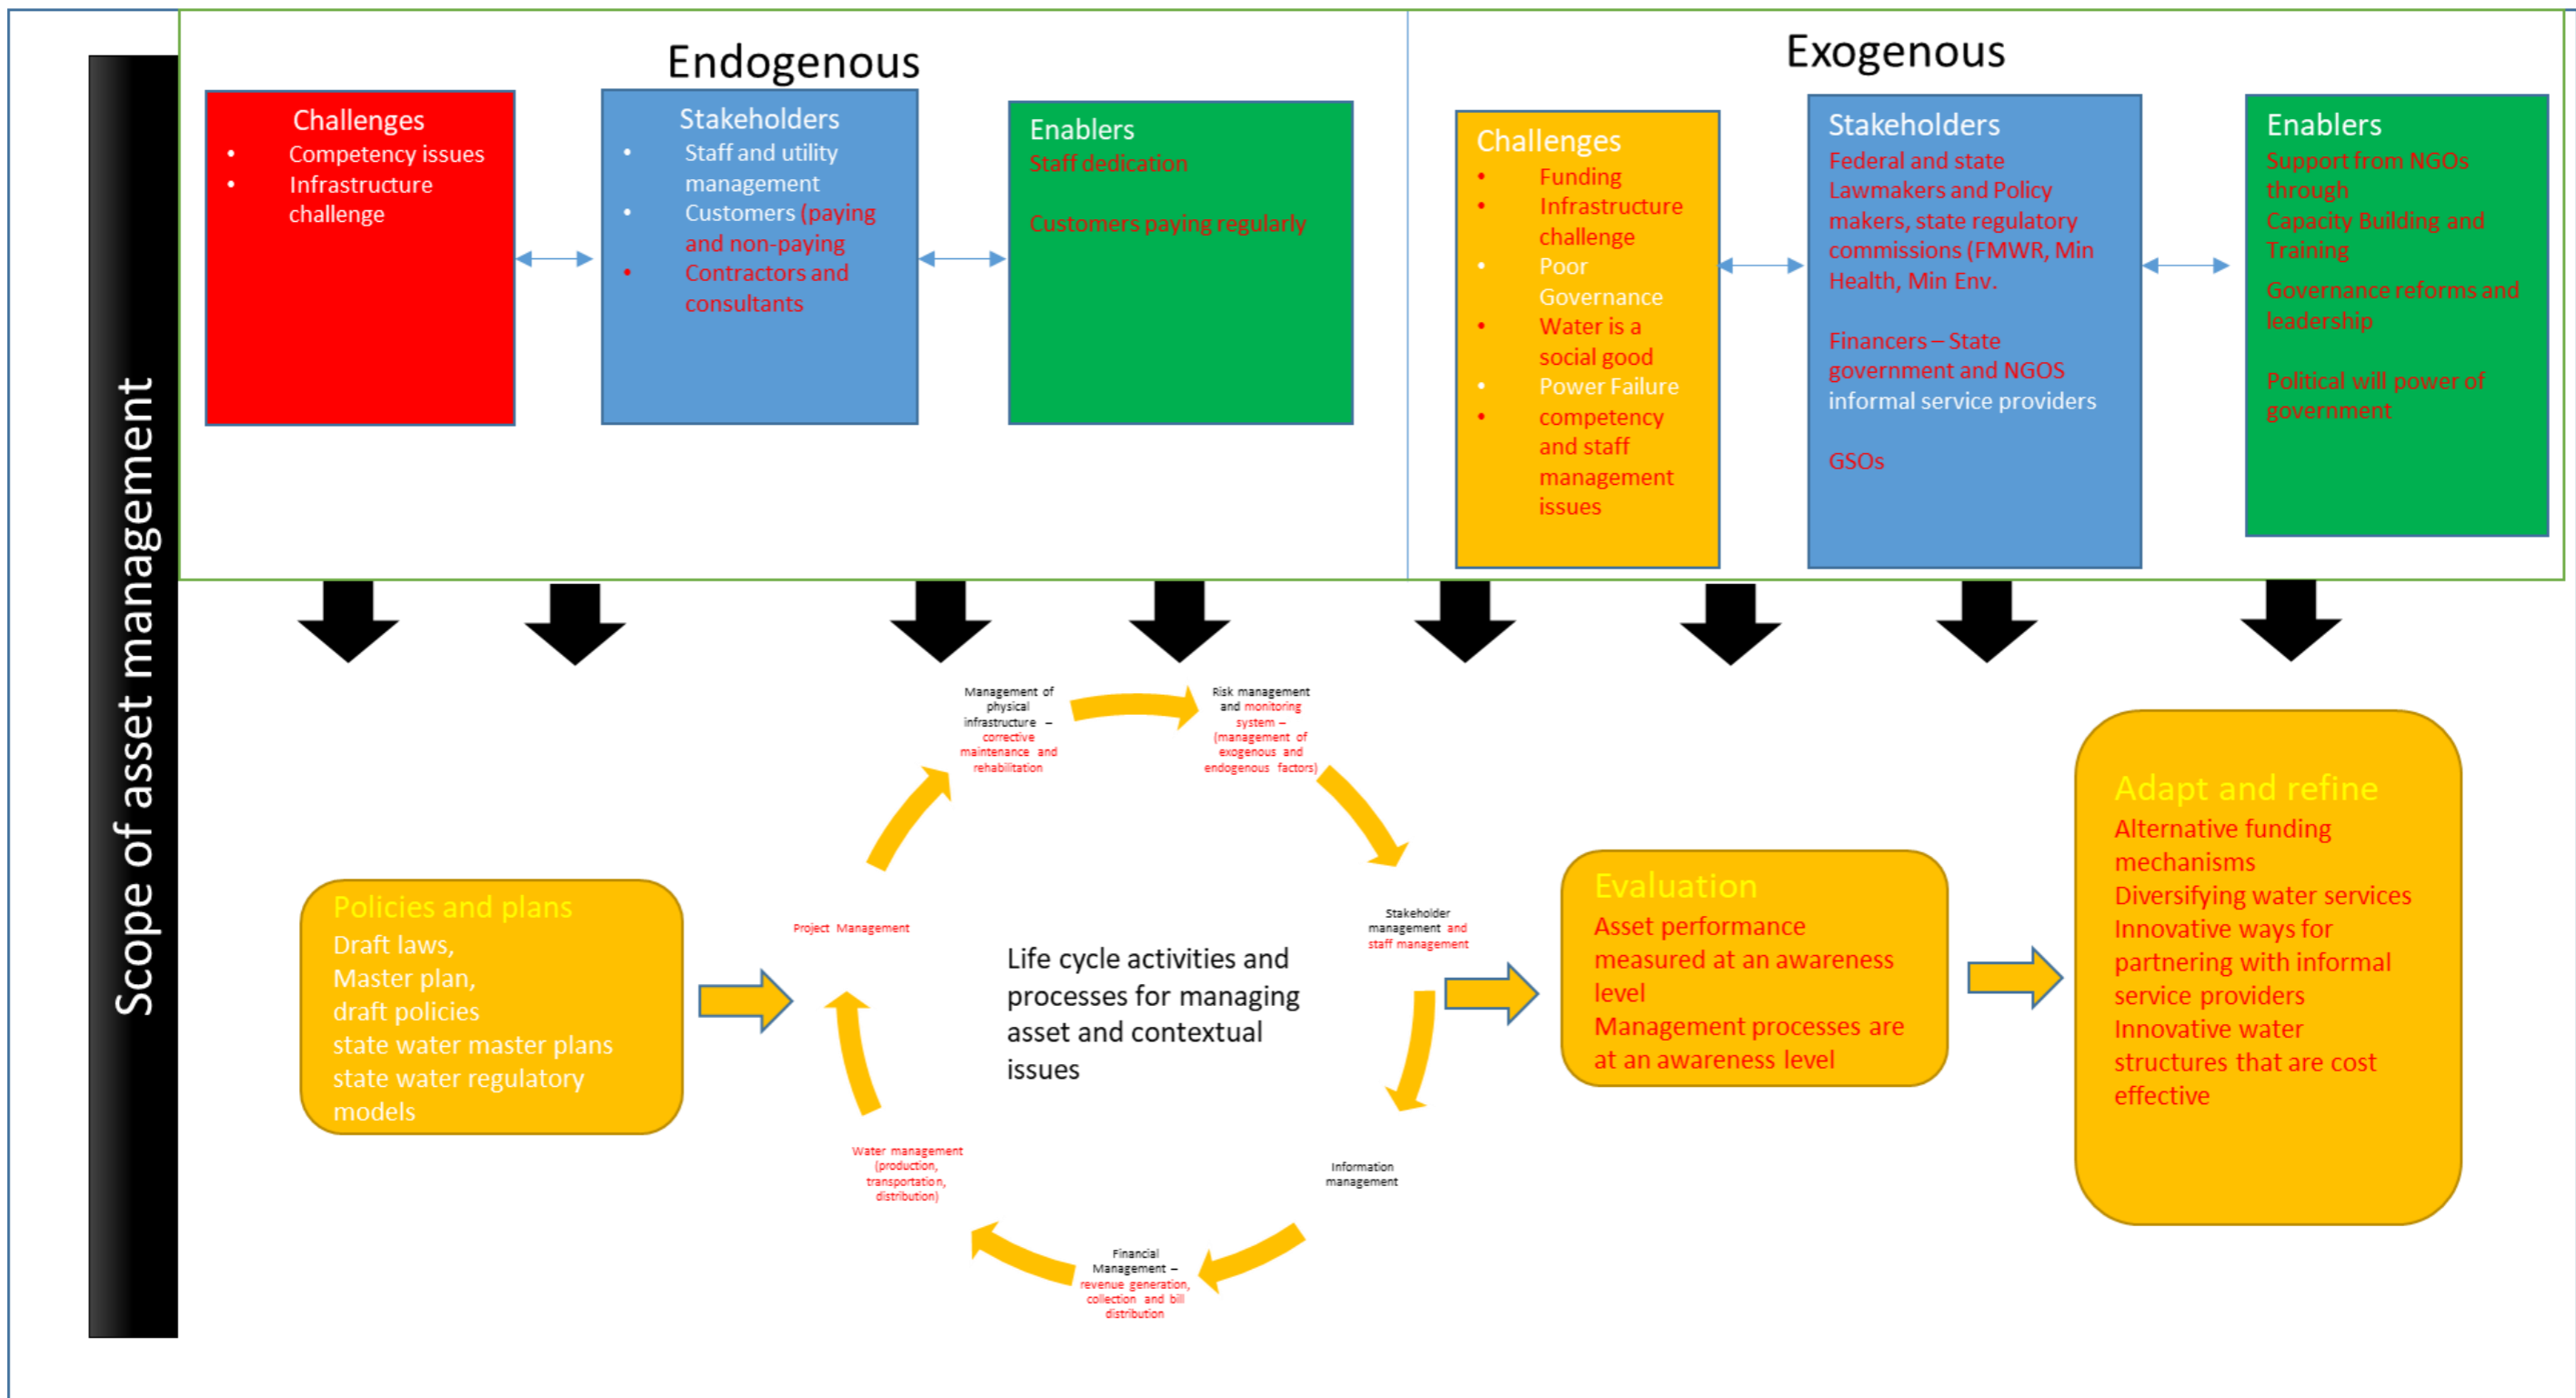 Scope of asset management
Endogenous
Challenges
• Competency issues
• Infrastructure
challenge
Stakeholders
• Staff and utility
management
• Customers (paying
and non-paying
• Contractors and
consultants
Enablers
Staff dedication
Customers paying regularly
Exogenous
Challenges
• Funding
• Infrastructure
challenge
• Poor
Governance
• Water is a
social good
• Power Failure
• competency
and staff
management
issues
Stakeholders
Federal and state
Lawmakers and Policy
makers, state regulatory
commissions (FMWR, Min
Health, Min Env.
Financers – State
government and NGOS
informal service providers
GSOs
Enablers
Support from NGOs
through
Capacity Building and
Training
Governance reforms and
leadership
Political will power of
government
Policies and plans
Draft laws,
Master plan,
draft policies
state water master plans
state water regulatory
models
Management of
physical
infrastructure –
corrective
maintenance and
rehabilitation
Risk management
and monitoring
system –
(management of
exogenous and
endogenous factors)
Stakeholder
management and
staff management
Information
management
Financial
Management –
revenue generation,
collection and bill
distribution
Water management
(production,
transportation,
distribution)
Project Management
Life cycle activities and
processes for managing
asset and contextual
issues
Evaluation
Asset performance
measured at an awareness
level
Management processes are
at an awareness level
Adapt and refine
Alternative funding
mechanisms
Diversifying water services
Innovative ways for
partnering with informal
service providers
Innovative water
structures that are cost
effective